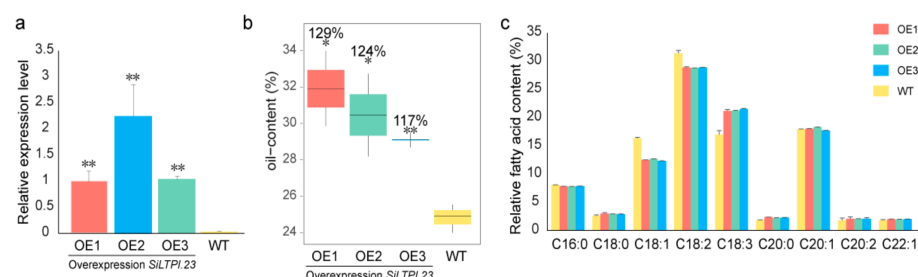 a
Relative expression level
3.5
3
2.5
2
1.5
1
0.5
0
**
**
**
OE1 OE2 OE3 WT
Overexpression SiLTPI.23
b
oil-content (%)
34
32
30
28
26
24
129%
*
124%
*
117%
**
OE1 OE2 OE3 WT
Overexpression SiLTPI.23
c
Relative fatty acid content (%)
35
30
25
20
15
10
5
0
C16:0 C18:0 C18:1 C18:2 C18:3 C20:0 C20:1 C20:2 C22:1
OE1
OE2
OE3
WT